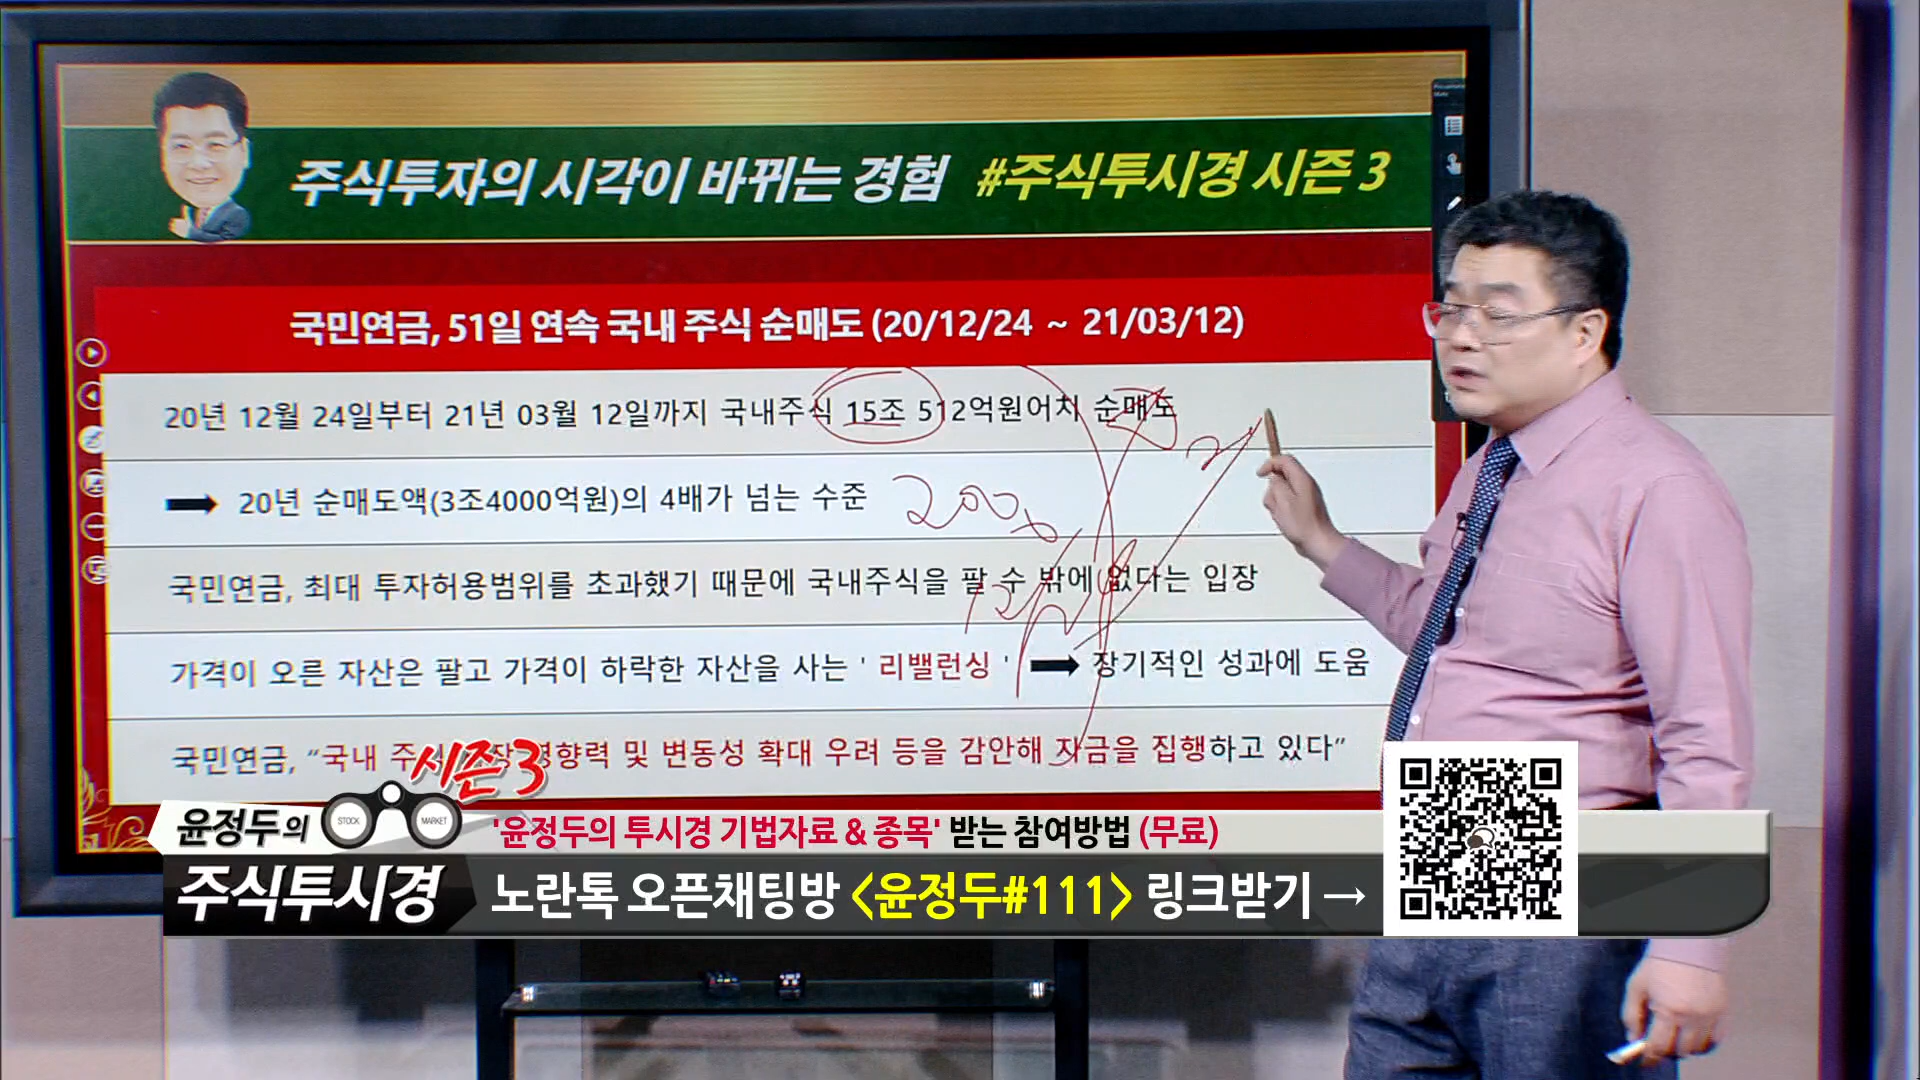 주식투자의 시각이 바뀌는 경험 #주식투시경 시즌 3
국민연금, 51일 연속 국내 주식 순매도 (20/12/24 ~ 21/03/12)
20년 12월 24일부터 21년 03월 12일까지 국내주식 15조 512억원어치 순매도
➡ 20년 순매도액(3조4000억원)의 4배가 넘는 수준
200
국민연금, 최대 투자허용범위를 초과했기 때문에 국내주식을 팔 수 밖에 없다는 입장
가격이 오른 자산은 팔고 가격이 하락한 자산을 사는 ' 리밸런싱 ' ➡ 장기적인 성과에 도움
국민연금, "국내 주식시장 영향력 및 변동성 확대 우려 등을 감안해 자금을 집행하고 있다"
시즌3
윤정두의
STOCK MARKET
주식투시경
'윤정두의 투시경 기법자료 & 종목' 받는 참여방법 (무료)
노란톡 오픈채팅방 <윤정두#111> 링크받기 →